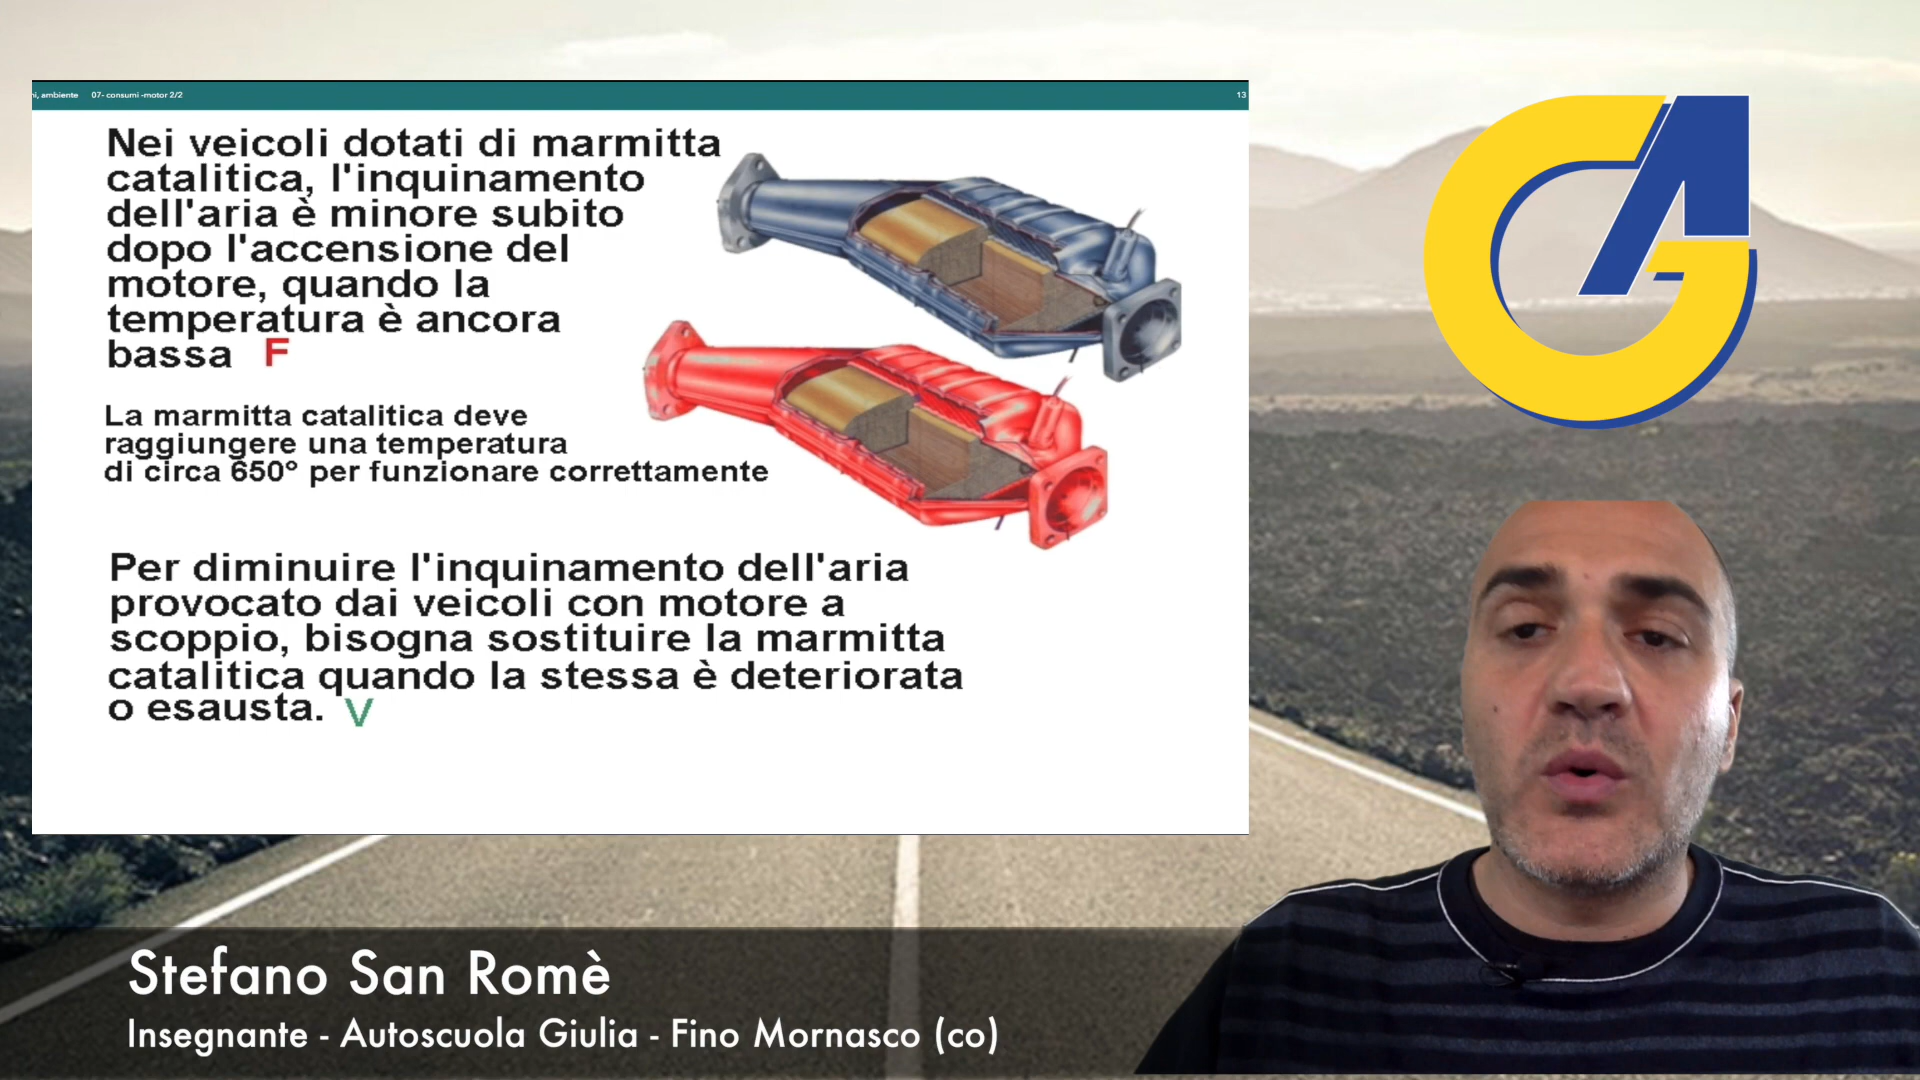 ni, ambiente 07- consumi -motor 2/2 13
Nei veicoli dotati di marmitta
catalitica, l'inquinamento
dell'aria è minore subito
dopo l'accensione del
motore, quando la
temperatura è ancora
bassa F
La marmitta catalitica deve
raggiungere una temperatura
di circa 650° per funzionare correttamente
Per diminuire l'inquinamento dell'aria
provocato dai veicoli con motore a
scoppio, bisogna sostituire la marmitta
catalitica quando la stessa è deteriorata
o esausta. V
Stefano San Romè
Insegnante - Autoscuola Giulia - Fino Mornasco (co)